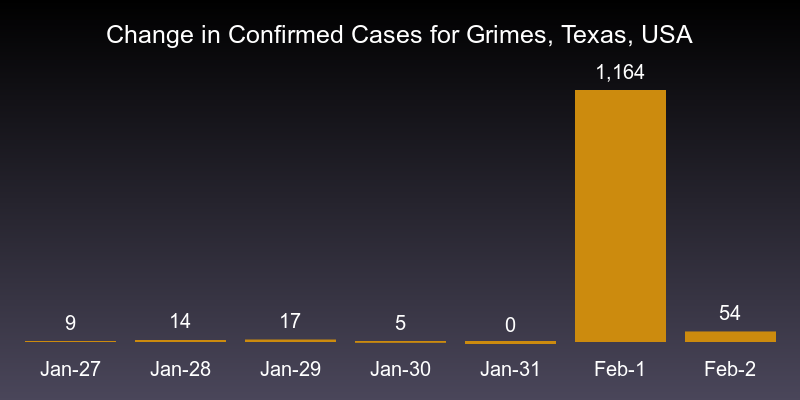 Change in Confirmed Cases for Grimes, Texas, USA
1,164
9
14
17
5
0
54
Jan-27
Jan-28
Jan-29
Jan-30
Jan-31
Feb-1
Feb-2